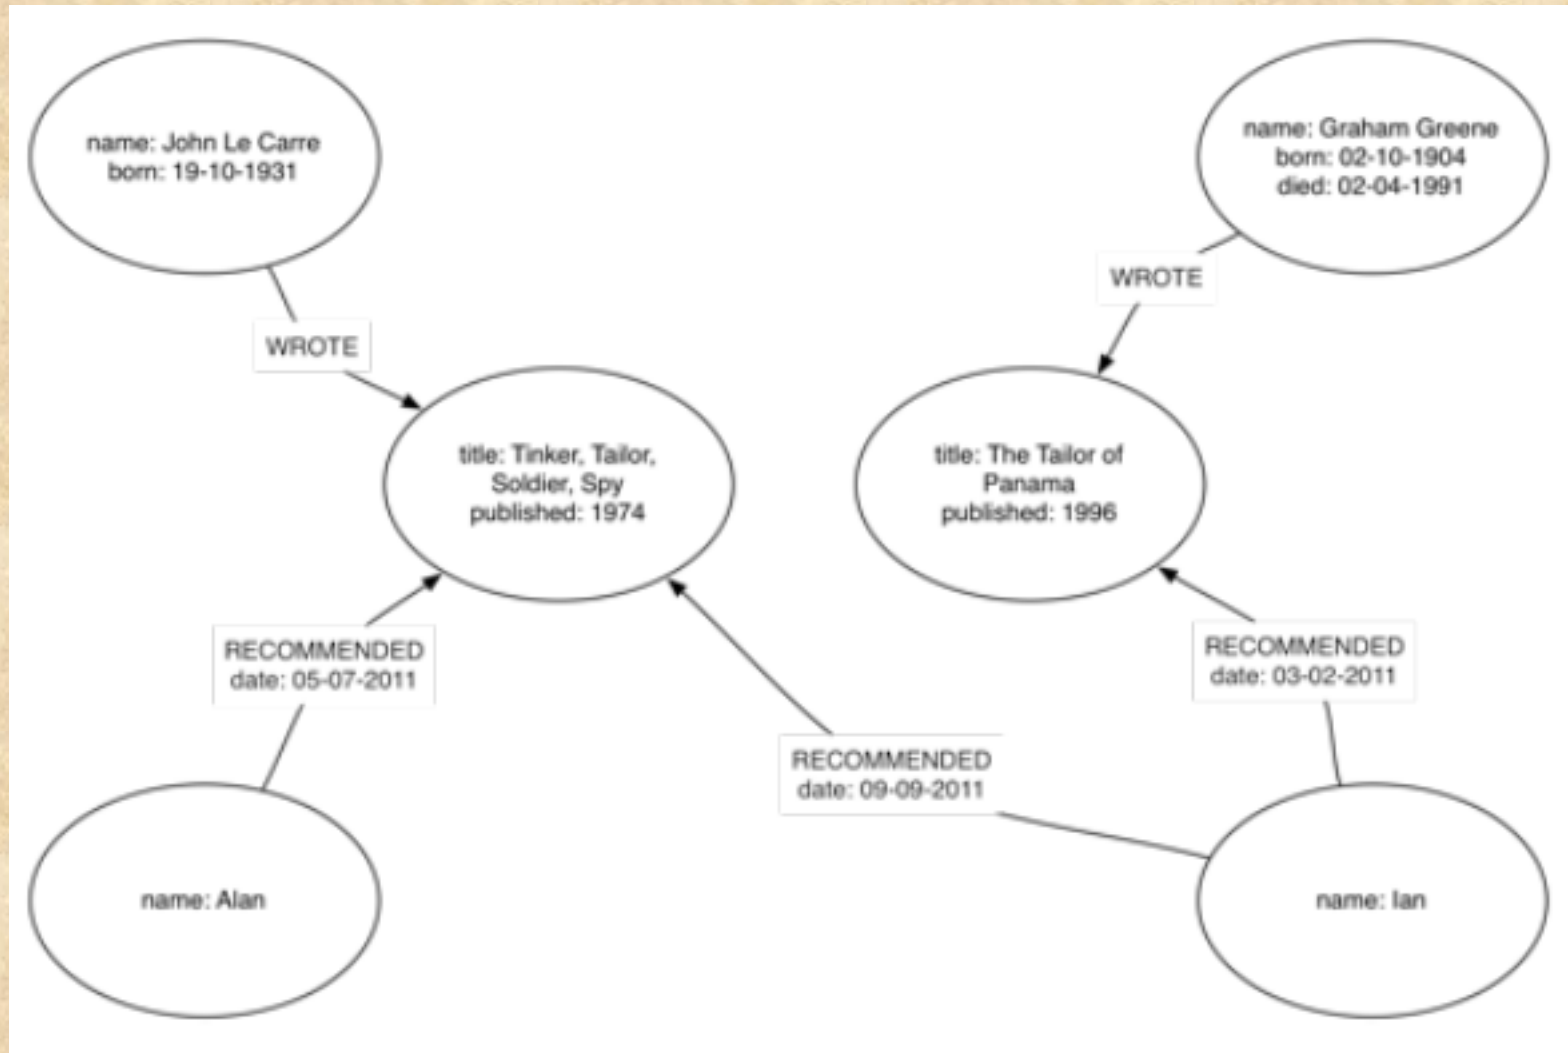 name: John Le Carre
born: 19-10-1931
name: Graham Greene
born: 02-10-1904
died: 02-04-1991
WROTE
WROTE
title: Tinker, Tailor,
Soldier, Spy
published: 1974
title: The Tailor of
Panama
published: 1996
RECOMMENDED
date: 05-07-2011
RECOMMENDED
date: 03-02-2011
RECOMMENDED
date: 09-09-2011
name: Alan
name: Ian